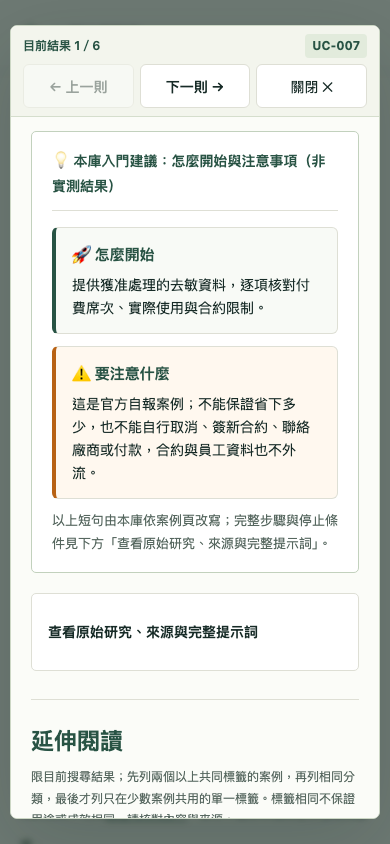 目前結果 1 / 6
UC-007
← 上一則
下一則 →
關閉 ✕
💡 本庫入門建議：怎麼開始與注意事項（非
實測結果）
🚀 怎麼開始
提供獲准處理的去敏資料，逐項核對付
費席次、實際使用與合約限制。
⚠️ 要注意什麼
這是官方自報案例；不能保證省下多
少，也不能自行取消、簽新合約、聯絡
廠商或付款，合約與員工資料也不外
流。
以上短句由本庫依案例頁改寫；完整步驟與停止條
件見下方「查看原始研究、來源與完整提示詞」。
查看原始研究、來源與完整提示詞
延伸閱讀
限目前搜尋結果；先列兩個以上共同標籤的案例，再列相同分
類，最後才列只在少數案例共用的單一標籤。標籤相同不保證